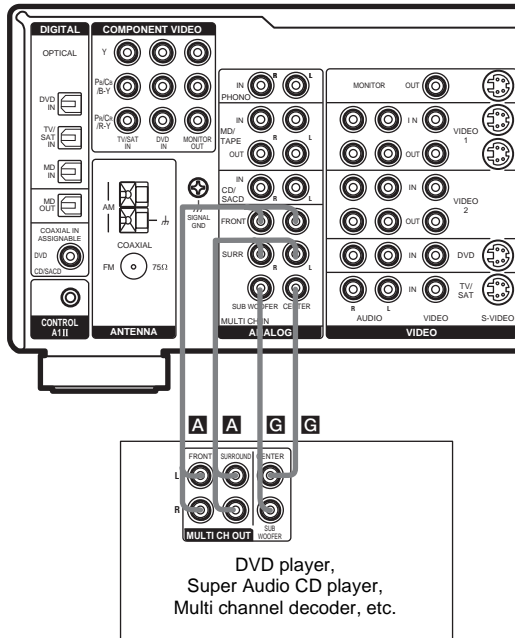 DIGITAL
OPTICAL
DVD
IN
TV/
SAT
IN
MD
IN
MD
OUT
COAXIAL IN
ASSIGNABLE
DVD
CD/SACD
CONTROL
A1II
COMPONENT VIDEO
Y
PB/CB
/B-Y
PR/CR
/R-Y
TV/SAT
IN
DVD
IN
MONITOR
OUT
AM
COAXIAL
FM 75Ω
ANTENNA
SIGNAL
GND
R L
IN
PHONO
IN
MD/
TAPE
OUT R L
IN
CD/
SACD
FRONT
SURR R L
SUB WOOFER CENTER
MULTI CH IN
ANALOG
MONITOR OUT
IN
VIDEO
1
OUT
IN
VIDEO
2
OUT
IN DVD
IN TV/
SAT
R L
AUDIO VIDEO S-VIDEO
VIDEO
A A G G
FRONT SURROUND CENTER
L
R
MULTI CH OUT
SUB
WOOFER
DVD player,
Super Audio CD player,
Multi channel decoder, etc.